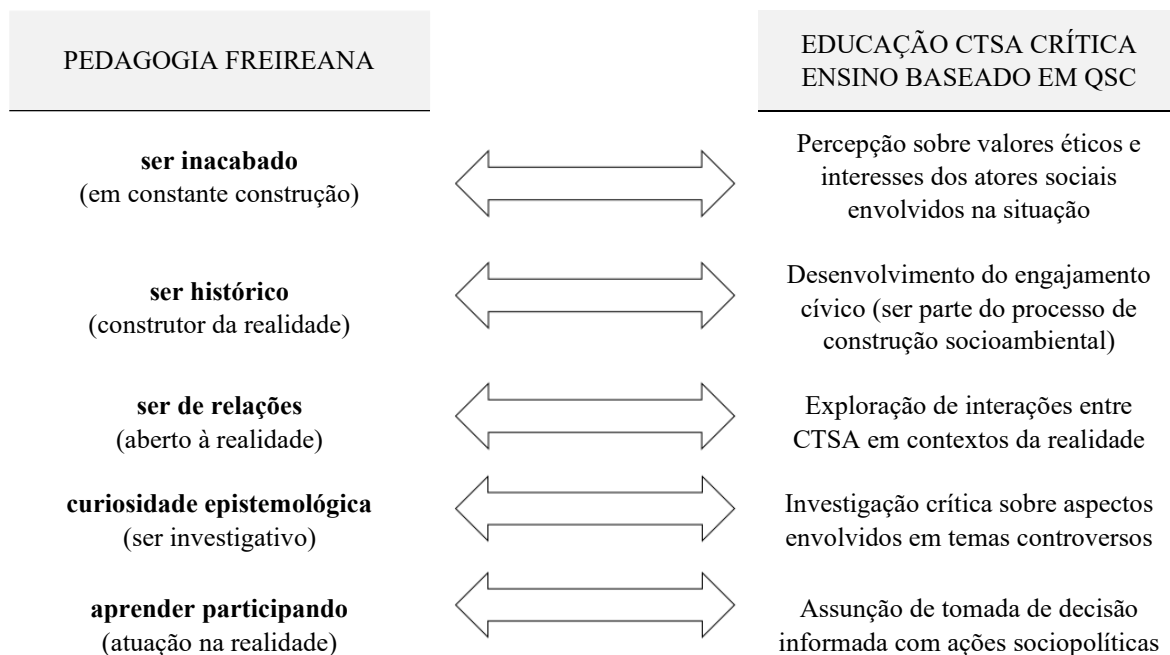 PEDAGOGIA FREIREANA
EDUCAÇÃO CTSA CRÍTICA
ENSINO BASEADO EM QSC
ser inacabado
(em constante construção)
Percepção sobre valores éticos e
interesses dos atores sociais
envolvidos na situação
ser histórico
(construtor da realidade)
Desenvolvimento do engajamento
cívico (ser parte do processo de
construção socioambiental)
ser de relações
(aberto à realidade)
Exploração de interações entre
CTSA em contextos da realidade
curiosidade epistemológica
(ser investigativo)
Investigação crítica sobre aspectos
envolvidos em temas controversos
aprender participando
(atuação na realidade)
Assunção de tomada de decisão
informada com ações sociopolíticas